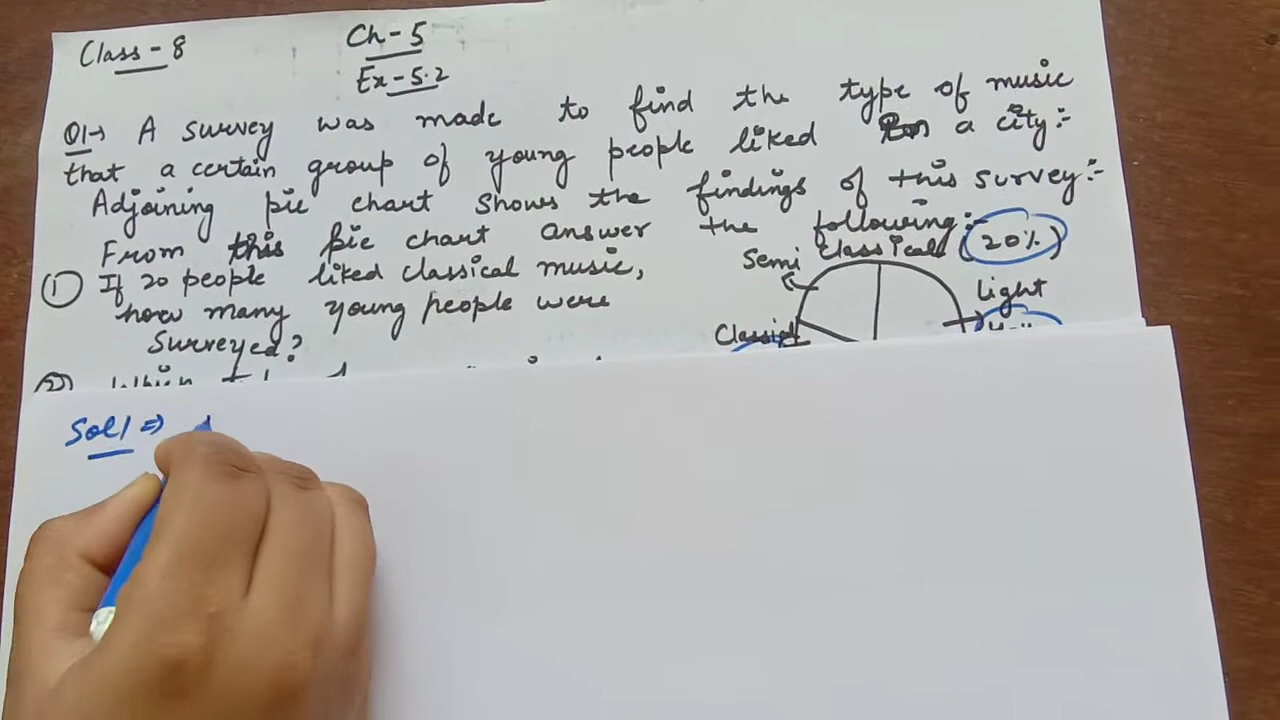 Class - 8
Ch - 5
Ex - 5.2
Q1→ A survey was made to find the type of music
that a certain group of young people liked in a city:-
Adjoining pie chart shows the findings of this survey:-
From this pie chart answer the following:-
① If 20 people liked classical music,
how many young people were
Surveyed?
Semi Classical (20%)
Light
Classical
② Which
Sol1 ⇒